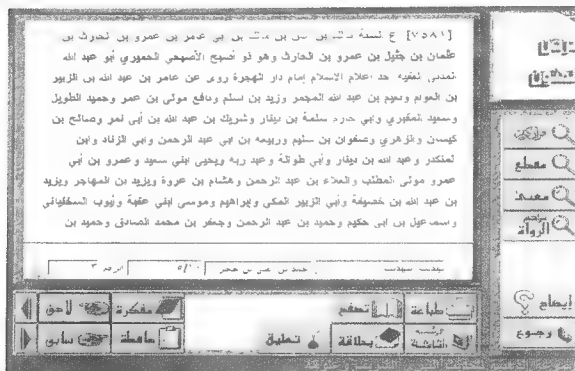 [٧٥٨١] ع الستة مالك بن أنس بن مالك بن أبي عامر بن عمرو بن الحارث بن
عثمان بن جثيل بن عمرو بن الحارث وهو ذو أصبح الأصبحي الحميري أبو عبد الله
المدني الفقيه أحد أعلام الاسلام إمام دار الهجرة روى عن عامر بن عبد الله بن الزبير
بن العوام ونعيم بن عبد الله المجمر وزيد بن أسلم ونافع مولى بن عمر وحميد الطويل
وسعيد المقبري وأبي حازم سلمة بن دينار وشريك بن عبد الله بن أبي نمر وصالح بن
كيسان والزهري وصفوان بن سليم وربيعة بن أبي عبد الرحمن وأبي الزناد وابن
المنكدر وعبد الله بن دينار وأبي طوالة وعبد ربه ويحيى ابني سعيد وعمرو بن أبي
عمرو مولى المطلب والعلاء بن عبد الرحمن وهشام بن عروة ويزيد بن المهاجر ويزيد
بن عبد الله بن خصيفة وأبي الزبير المكي وإبراهيم وموسى ابني عقبة وأيوب السختياني
وإسماعيل بن أبي حكيم وحميد بن عبد الرحمن وجعفر بن محمد الصادق وحميد بن
مقطع
معنى
تراجم الرواة
إيضاح
رجوع
طباعة
تصفح
مفكرة
لاحق
الرئيسية
القائمة
بطاقة
تعليق
حافظة
سابق